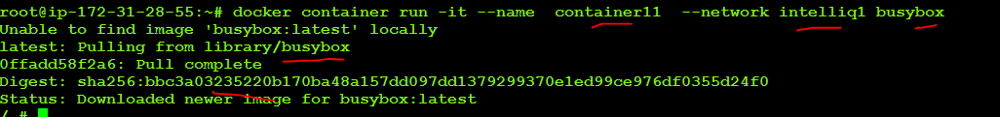 root@ip-172-31-28-55:~# docker container run -it --name  container11  --network intelliq1 busybox
Unable to find image 'busybox:latest' locally
latest: Pulling from library/busybox
0ffadd58f2a6: Pull complete
Digest: sha256:bbc3a03235220b170ba48a157dd097dd1379299370e1ed99ce976df0355d24f0
Status: Downloaded newer image for busybox:latest
/ #